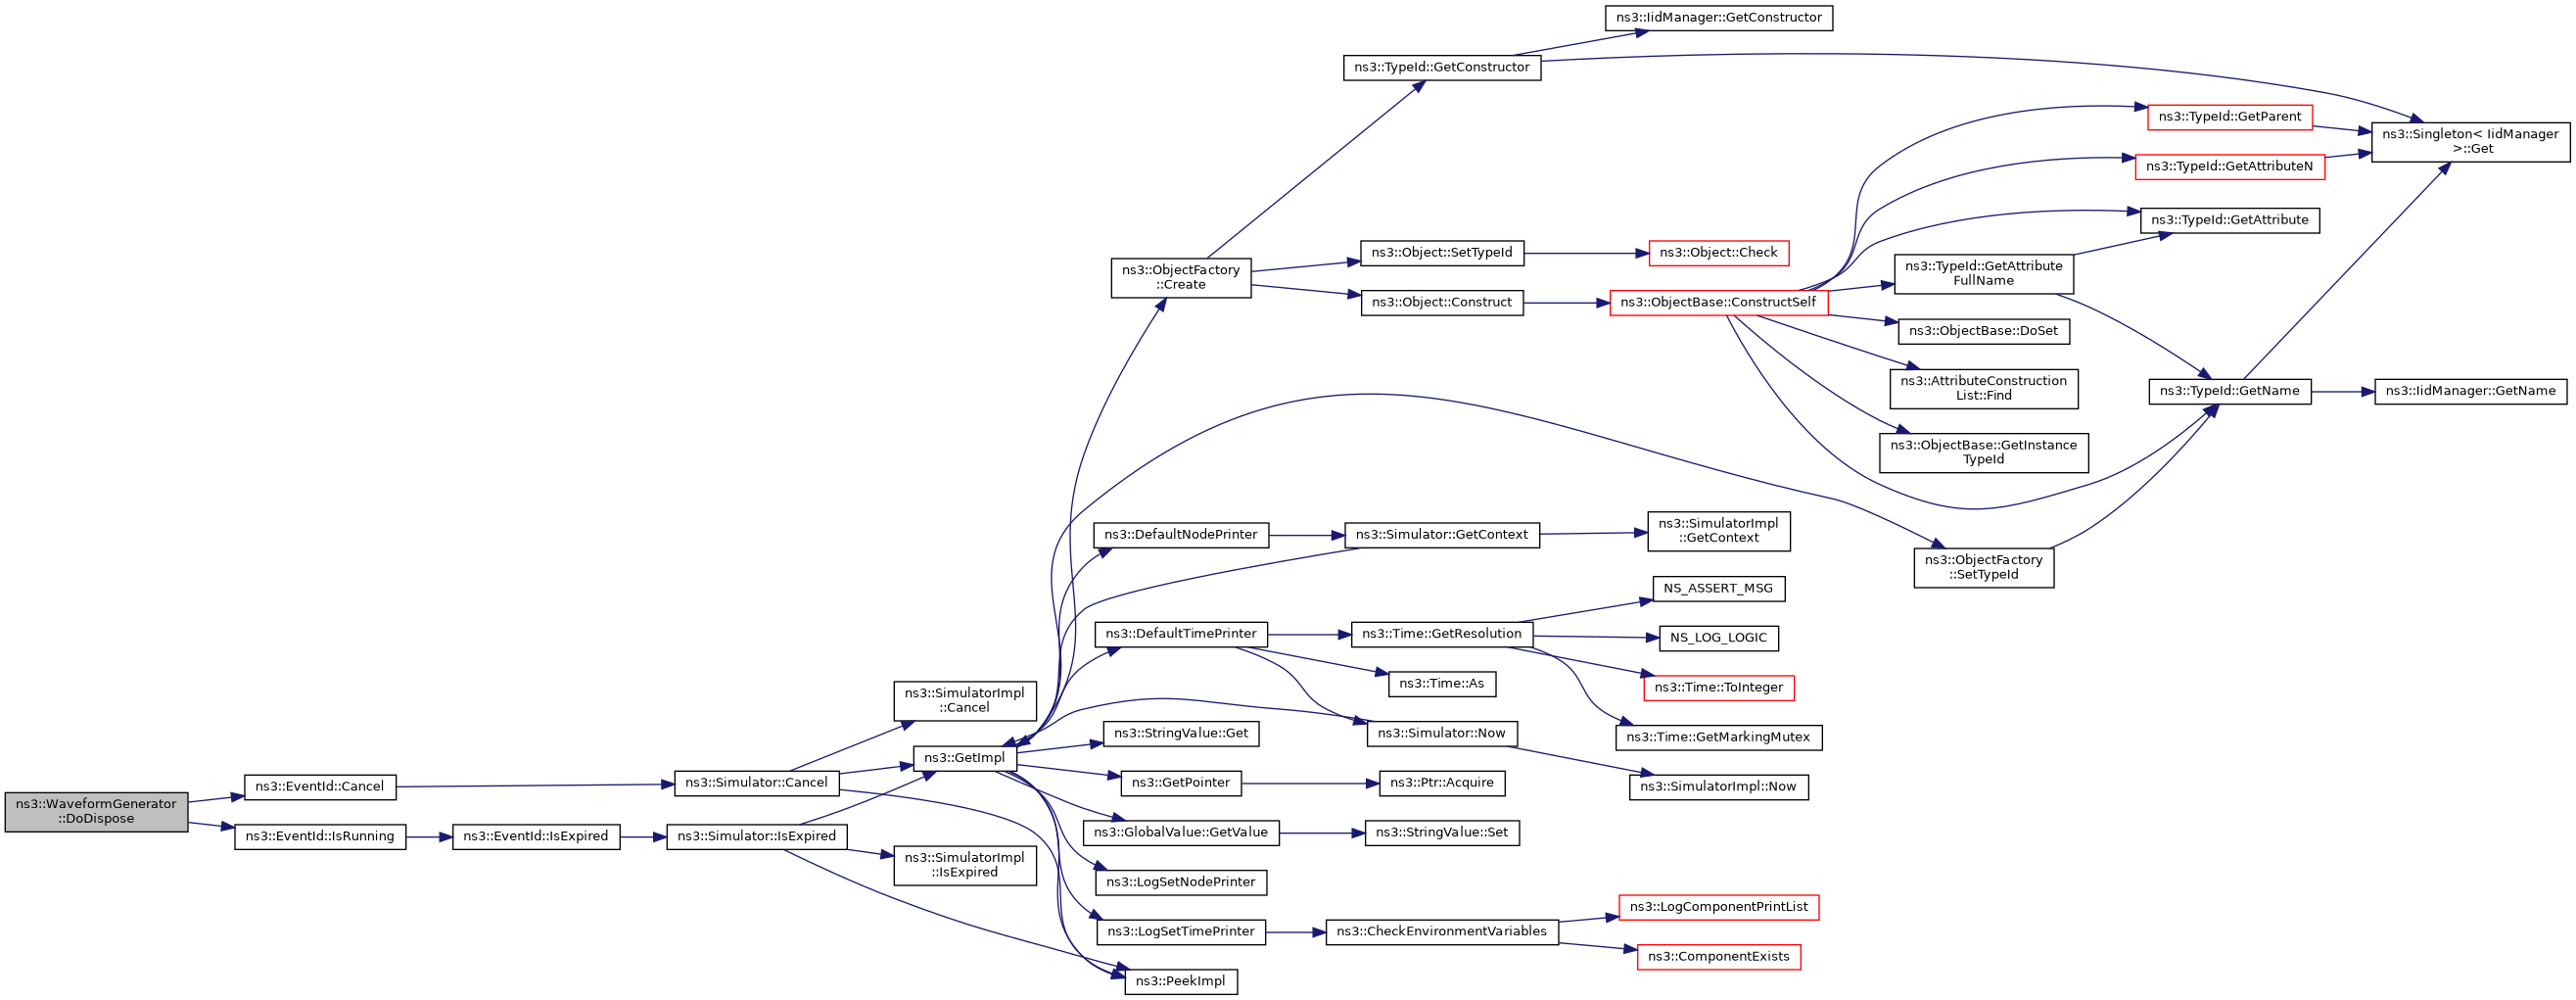 ns3::WaveformGenerator
::DoDispose
ns3::EventId::Cancel
ns3::EventId::IsRunning
ns3::EventId::IsExpired
ns3::Simulator::Cancel
ns3::Simulator::IsExpired
ns3::SimulatorImpl
::Cancel
ns3::GetImpl
ns3::SimulatorImpl
::IsExpired
ns3::ObjectFactory
::Create
ns3::DefaultNodePrinter
ns3::DefaultTimePrinter
ns3::StringValue::Get
ns3::GetPointer
ns3::GlobalValue::GetValue
ns3::LogSetNodePrinter
ns3::LogSetTimePrinter
ns3::PeekImpl
ns3::TypeId::GetConstructor
ns3::Object::SetTypeId
ns3::Object::Construct
ns3::Simulator::GetContext
ns3::Time::GetResolution
ns3::Time::As
ns3::Simulator::Now
ns3::Ptr::Acquire
ns3::StringValue::Set
ns3::CheckEnvironmentVariables
ns3::IidManager::GetConstructor
ns3::Object::Check
ns3::ObjectBase::ConstructSelf
ns3::SimulatorImpl
::GetContext
NS_ASSERT_MSG
NS_LOG_LOGIC
ns3::Time::ToInteger
ns3::Time::GetMarkingMutex
ns3::SimulatorImpl::Now
ns3::LogComponentPrintList
ns3::ComponentExists
ns3::TypeId::GetAttribute
FullName
ns3::ObjectBase::DoSet
ns3::AttributeConstruction
List::Find
ns3::ObjectBase::GetInstance
TypeId
ns3::ObjectFactory
::SetTypeId
ns3::TypeId::GetParent
ns3::TypeId::GetAttributeN
ns3::TypeId::GetAttribute
ns3::TypeId::GetName
ns3::Singleton< IidManager
>::Get
ns3::IidManager::GetName